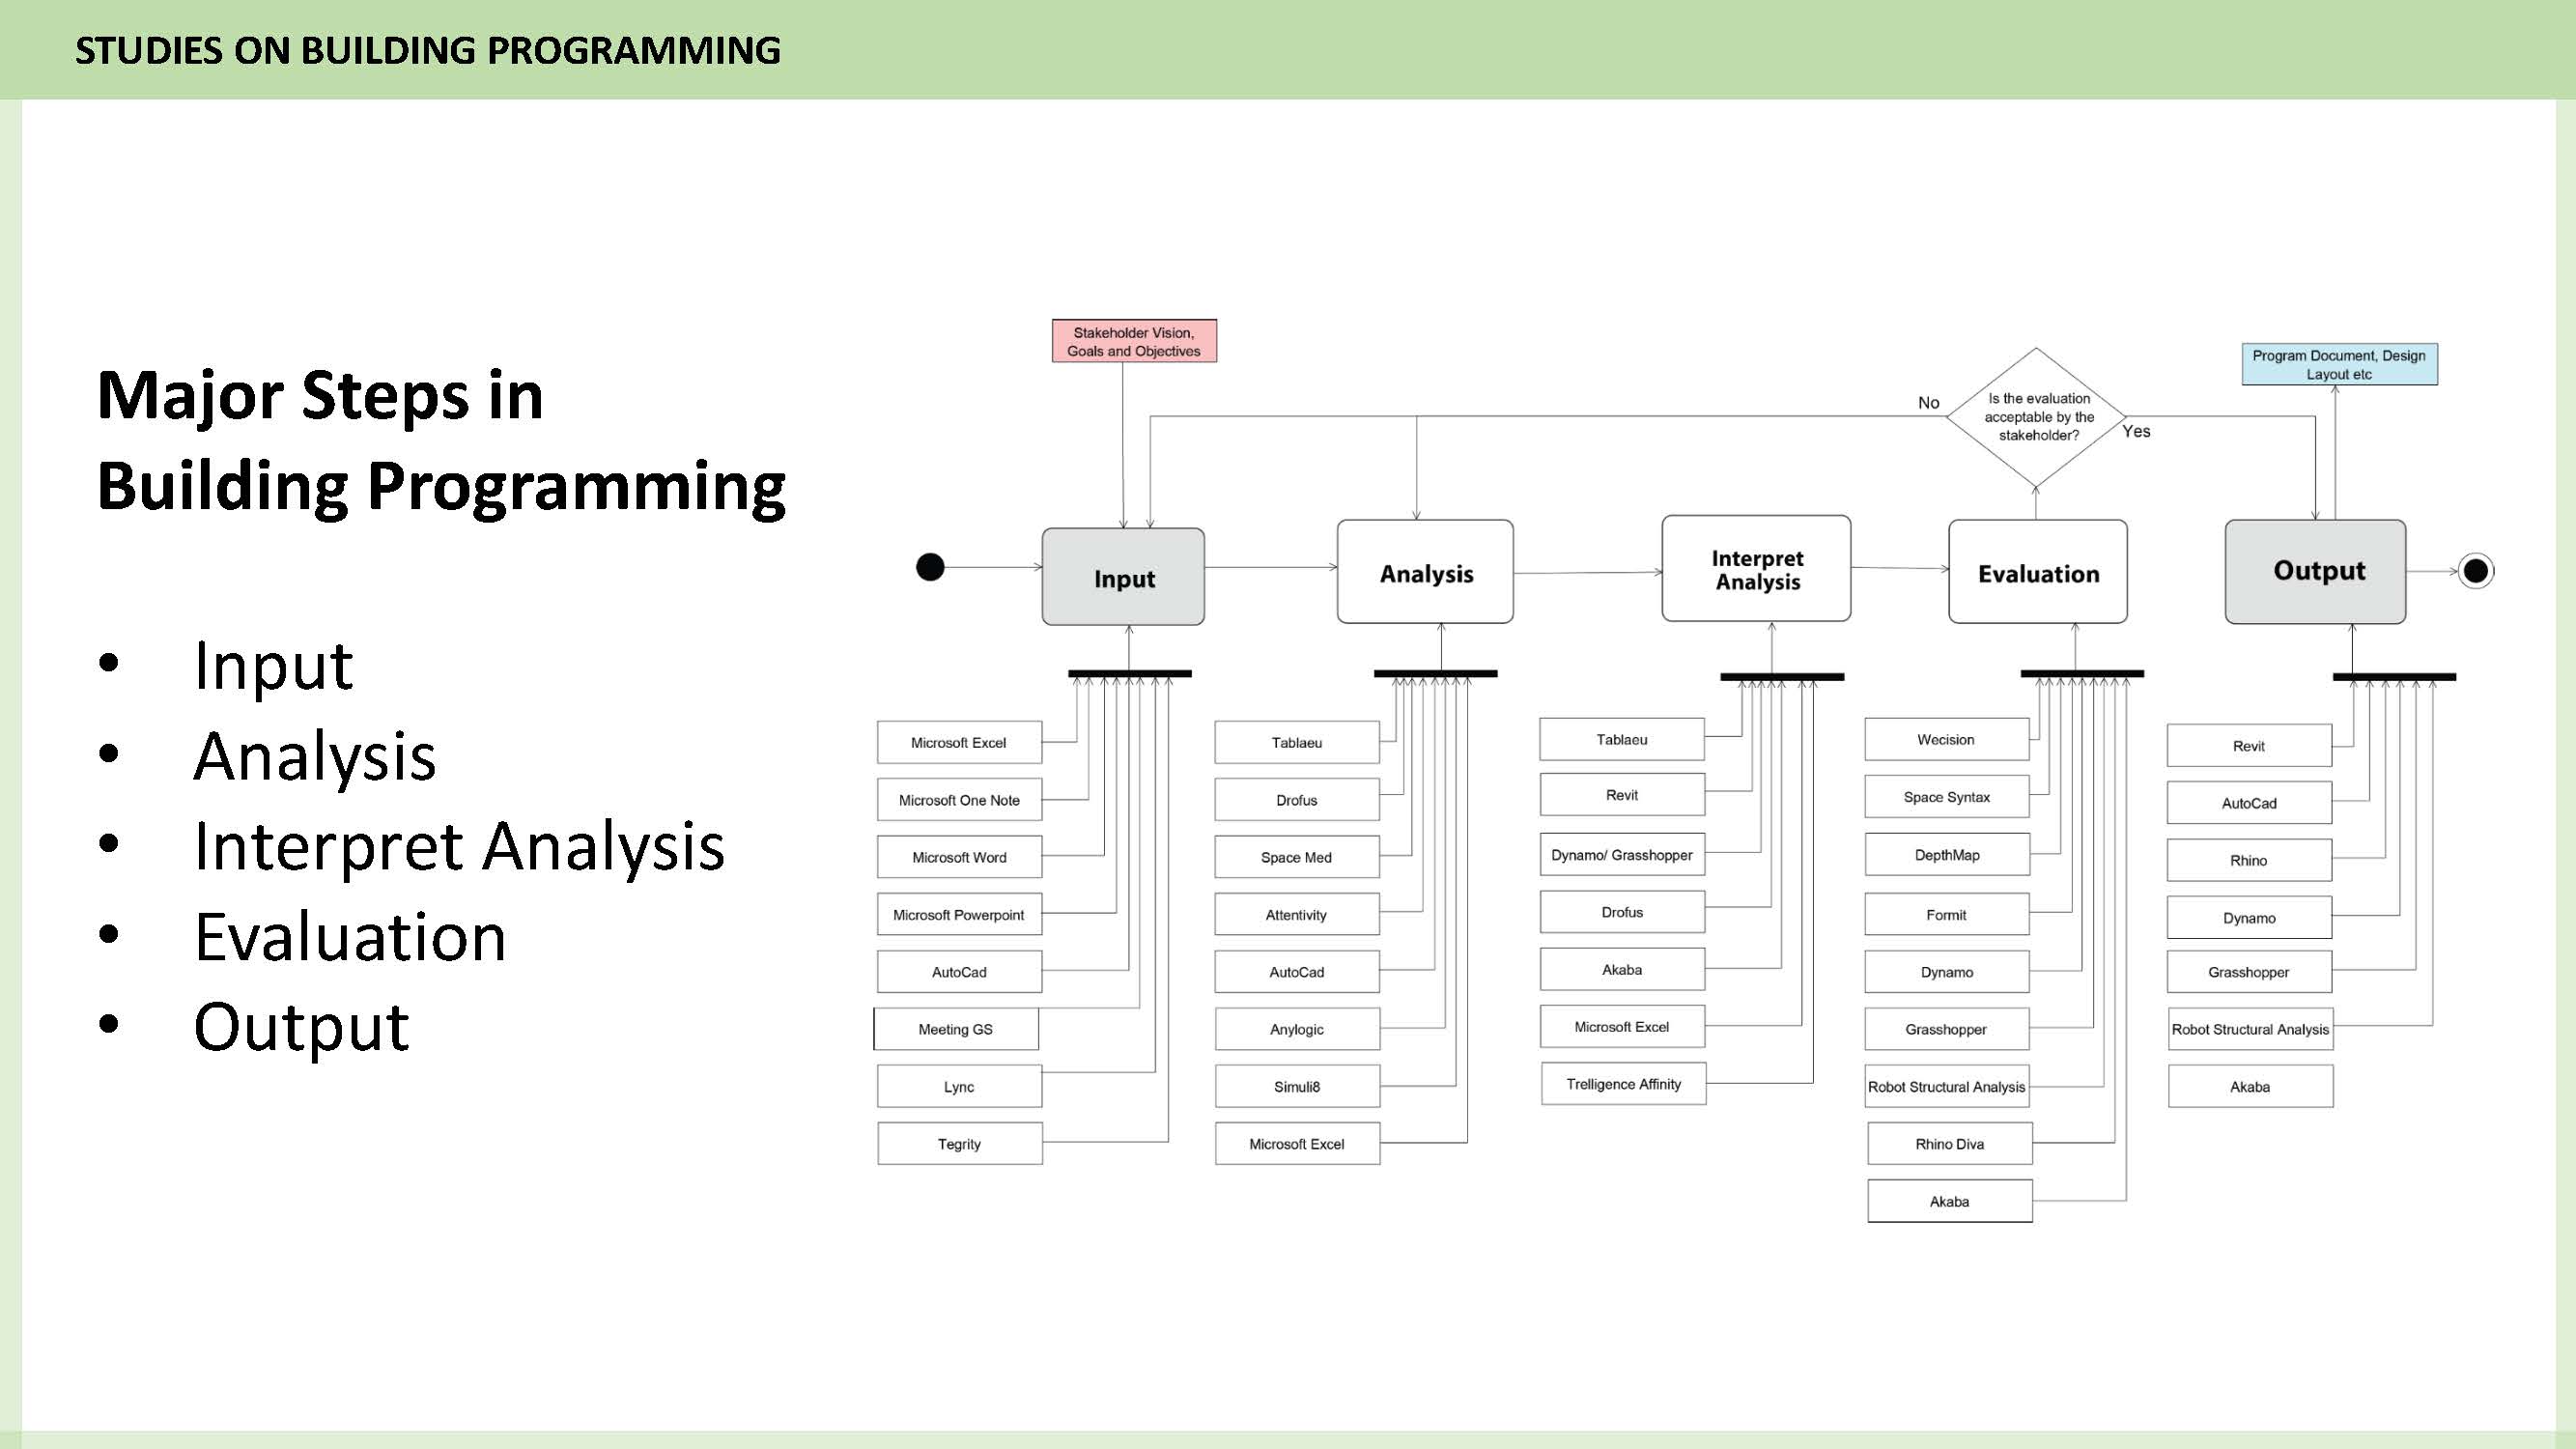 STUDIES ON BUILDING PROGRAMMING
Major Steps in
Building Programming
• Input
• Analysis
• Interpret Analysis
• Evaluation
• Output
Stakeholder Vision,
Goals and Objectives
Is the evaluation
acceptable by the
stakeholder?
No
Yes
Program Document, Design
Layout etc
Input
Analysis
Interpret
Analysis
Evaluation
Output
Microsoft Excel
Microsoft One Note
Microsoft Word
Microsoft Powerpoint
AutoCad
Meeting GS
Lync
Tegrity
Tablaeu
Drofus
Space Med
Attentivity
AutoCad
Anylogic
Simuli8
Microsoft Excel
Tablaeu
Revit
Dynamo/ Grasshopper
Drofus
Akaba
Microsoft Excel
Trelligence Affinity
Wecision
Space Syntax
DepthMap
Formit
Dynamo
Grasshopper
Robot Structural Analysis
Rhino Diva
Akaba
Revit
AutoCad
Rhino
Dynamo
Grasshopper
Robot Structural Analysis
Akaba